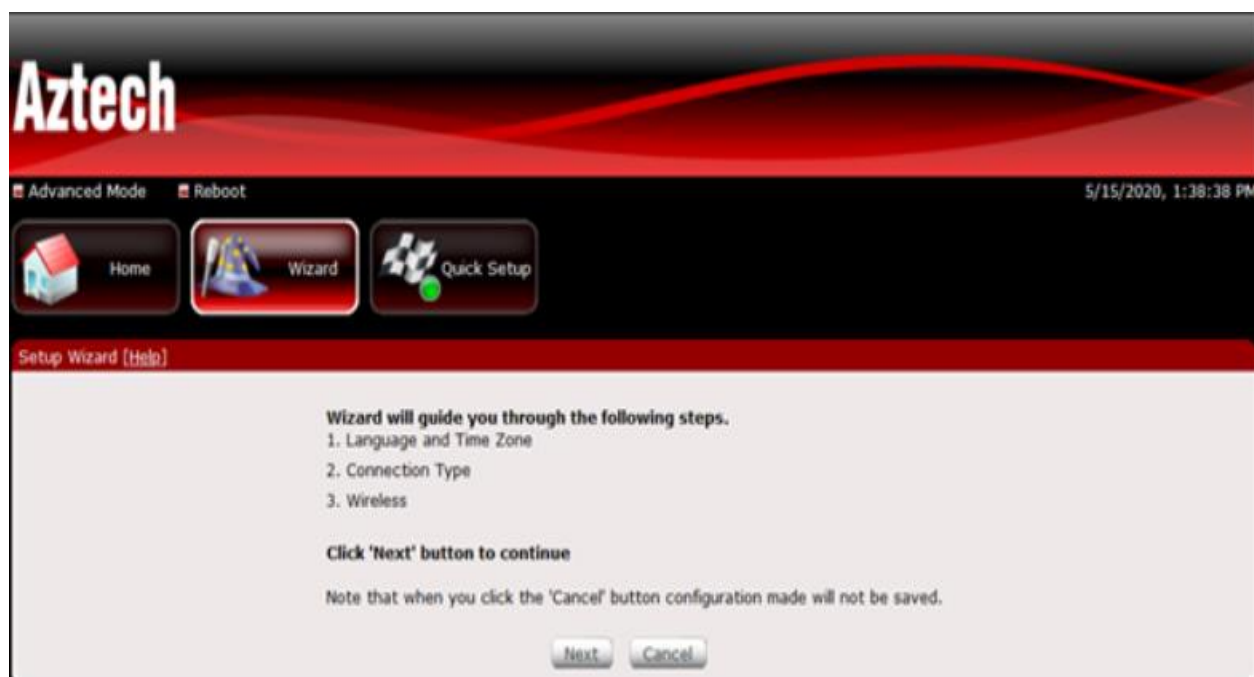 Aztech
Advanced Mode Reboot 5/15/2020, 1:38:38 PM
Home Wizard Quick Setup
Setup Wizard [Help]
Wizard will guide you through the following steps.
1. Language and Time Zone
2. Connection Type
3. Wireless
Click 'Next' button to continue
Note that when you click the 'Cancel' button configuration made will not be saved.
Next Cancel